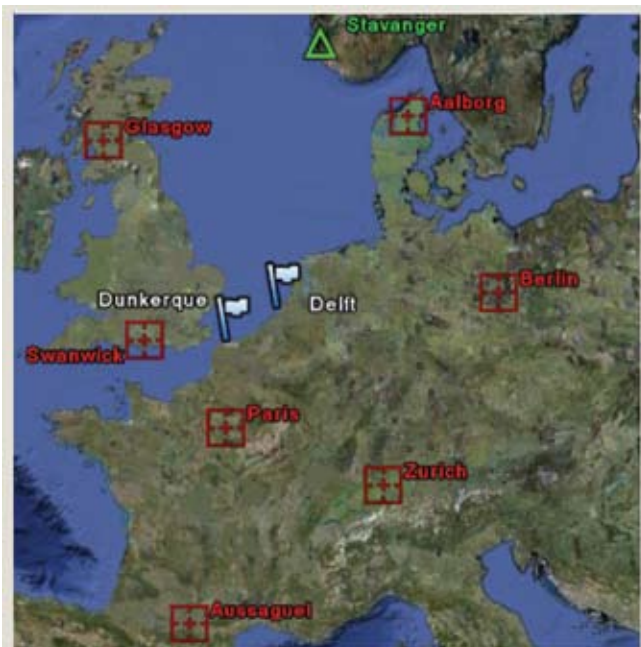 Stavanger
Aalborg
Glasgow
Berlin
Dunkerque
Delft
Swanwick
Paris
Zurich
Aussaguel